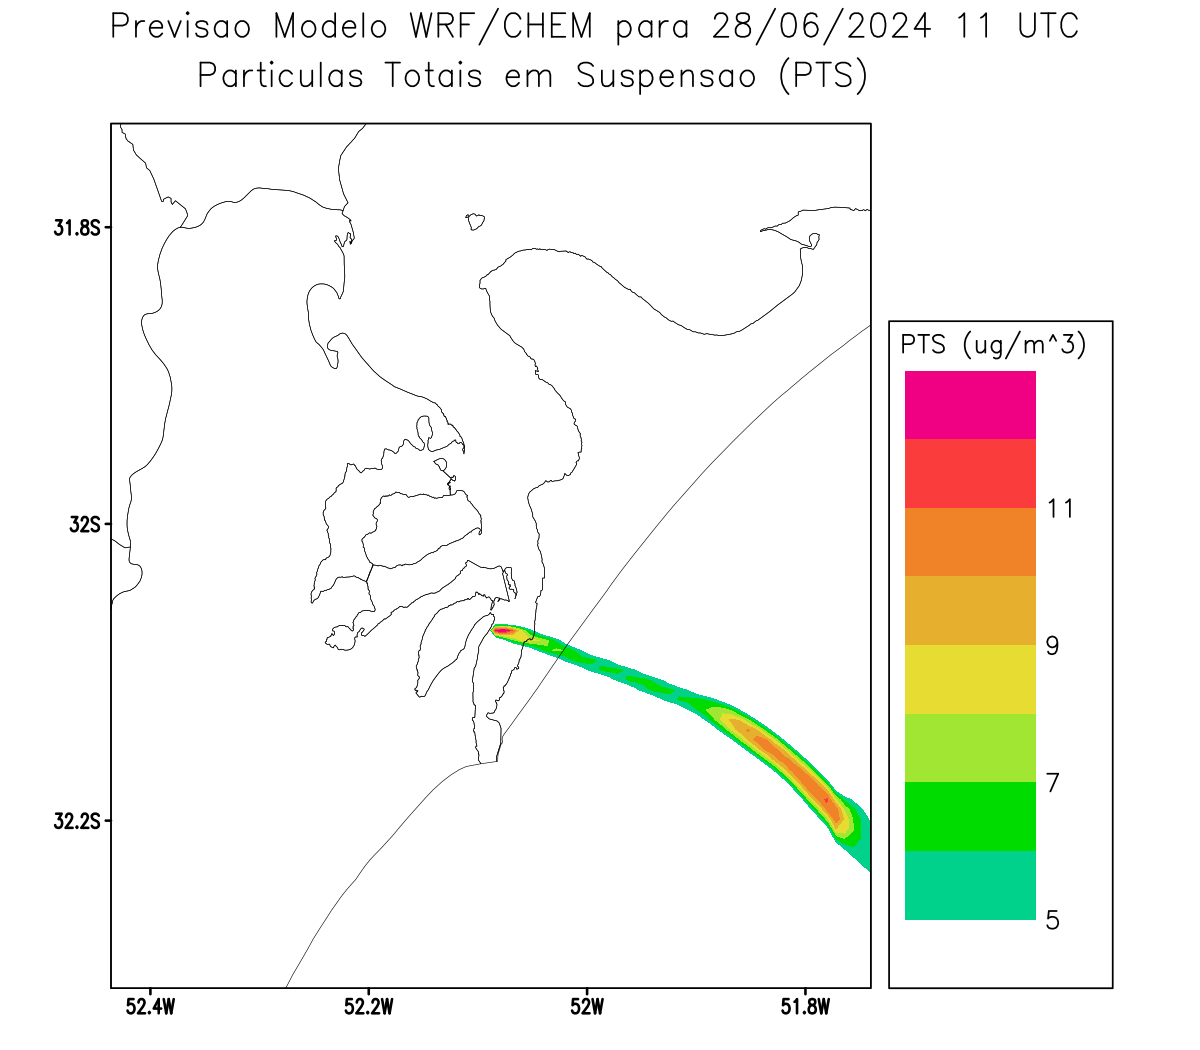 Previsao Modelo WRF/CHEM para 28/06/2024 11 UTC
Particulas Totais em Suspensao (PTS)
31.8S
32S
32.2S
52.4W 52.2W 52W 51.8W
PTS (ug/m^3)
11
9
7
5